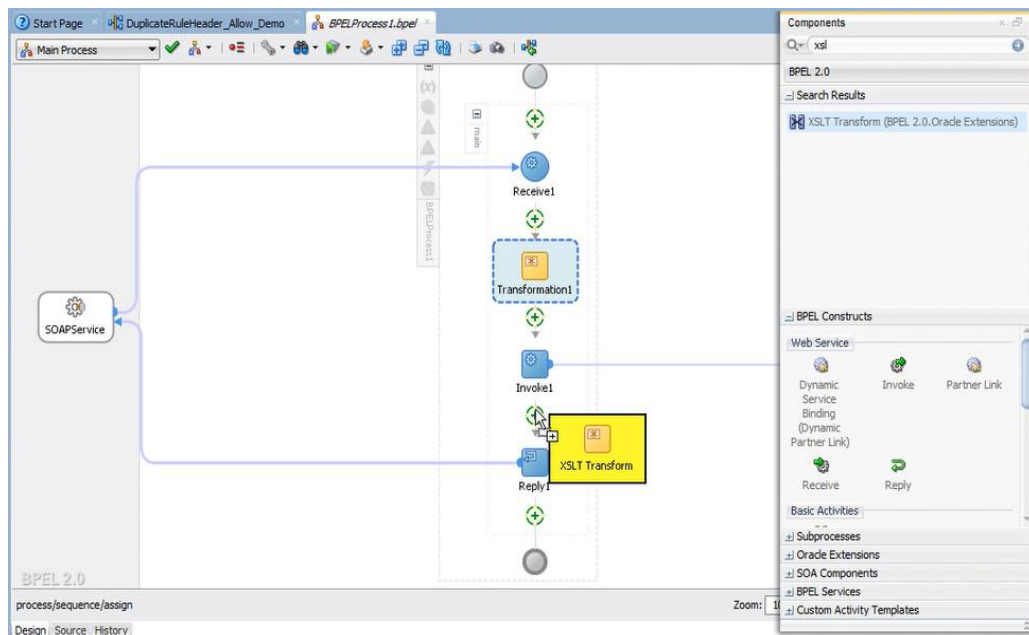 Start Page
DuplicateRuleHeader_Allow_Demo
BPELProcess1.bpel
Main Process
(x)
BPELProcess1
main
Receive1
Transformation1
Invoke1
XSLT Transform
Reply1
SOAPService
BPEL 2.0
process/sequence/assign
Zoom: 10
Design Source History
Components
xsl
BPEL 2.0
Search Results
XSLT Transform (BPEL 2.0.Oracle Extensions)
BPEL Constructs
Web Service
Dynamic
Service
Binding
(Dynamic
Partner Link)
Invoke
Partner Link
Receive
Reply
Basic Activities
Subprocesses
Oracle Extensions
SOA Components
BPEL Services
Custom Activity Templates